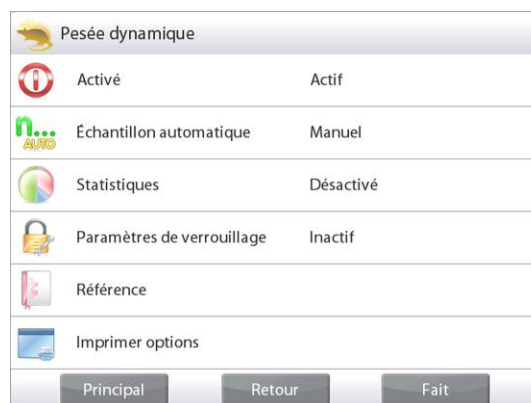 Pesée dynamique
Activé Actif
n... AUTO
Échantillon automatique Manuel
Statistiques Désactivé
Paramètres de verrouillage Inactif
Référence
Imprimer options
Principal Retour Fait